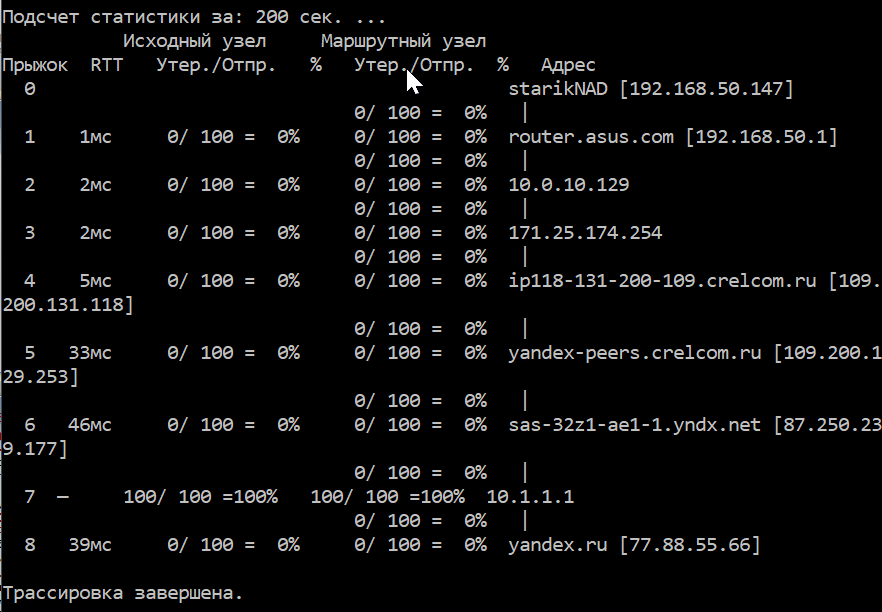 Подсчет статистики за: 200 сек. ...
Исходный узел Маршрутный узел
Прыжок RTT Утер./Отпр. % Утер./Отпр. % Адрес
0 starikNAD [192.168.50.147]
0/ 100 = 0% |
1 1мс 0/ 100 = 0% 0/ 100 = 0% router.asus.com [192.168.50.1]
0/ 100 = 0% |
2 2мс 0/ 100 = 0% 0/ 100 = 0% 10.0.10.129
0/ 100 = 0% |
3 2мс 0/ 100 = 0% 0/ 100 = 0% 171.25.174.254
0/ 100 = 0% |
4 5мс 0/ 100 = 0% 0/ 100 = 0% ip118-131-200-109.crelcom.ru [109.
200.131.118]
0/ 100 = 0% |
5 33мс 0/ 100 = 0% 0/ 100 = 0% yandex-peers.crelcom.ru [109.200.1
29.253]
0/ 100 = 0% |
6 46мс 0/ 100 = 0% 0/ 100 = 0% sas-32z1-ae1-1.yndx.net [87.250.23
9.177]
0/ 100 = 0% |
7 — 100/ 100 =100% 100/ 100 =100% 10.1.1.1
0/ 100 = 0% |
8 39мс 0/ 100 = 0% 0/ 100 = 0% yandex.ru [77.88.55.66]
Трассировка завершена.